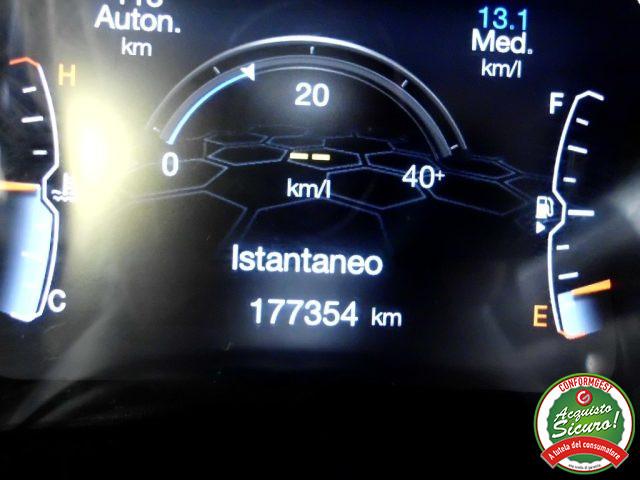 Auton.
km
13.1
Med.
km/l
H
C
20
0
40+
km/l
F
E
Istantaneo
177354 km
CONFORMGEST
Acquisto
Sicuro!
A tutela del consumatore